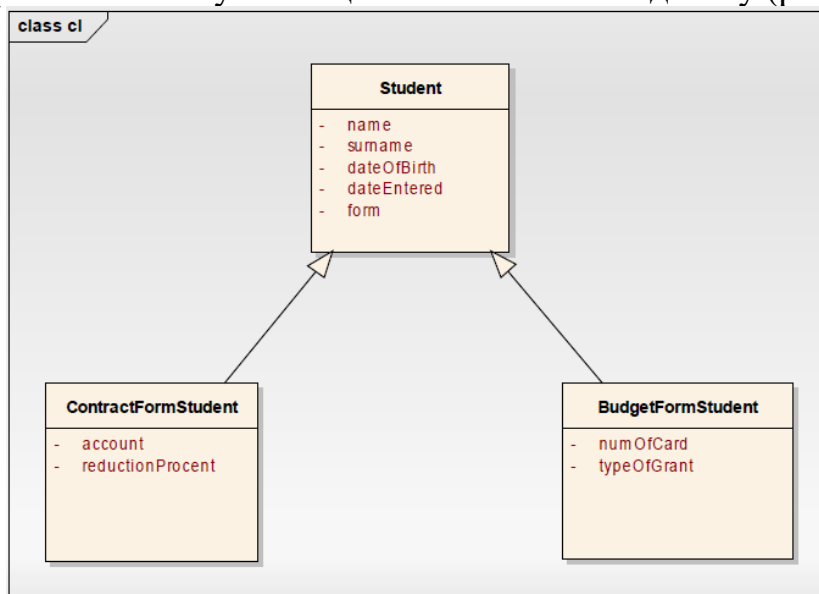 class cl
Student
- name
- surname
- dateOfBirth
- dateEntered
- form
ContractFormStudent
- account
- reductionProcent
BudgetFormStudent
- numOfCard
- typeOfGrant